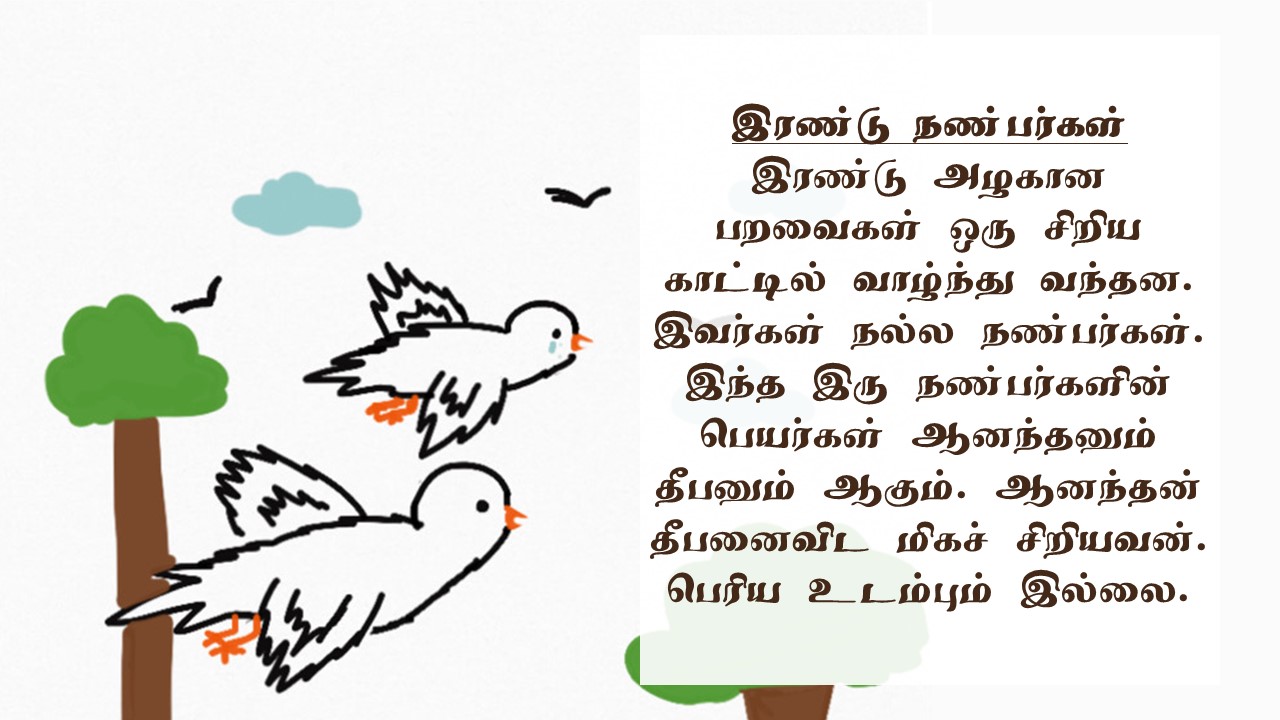 இரண்டு நண்பர்கள்
இரண்டு அழகான
பறவைகள் ஒரு சிறிய
காட்டில் வாழ்ந்து வந்தன.
இவர்கள் நல்ல நண்பர்கள்.
இந்த இரு நண்பர்களின்
பெயர்கள் ஆனந்தனும்
தீபனும் ஆகும். ஆனந்தன்
தீபனைவிட மிகச் சிறியவன்.
பெரிய உடம்பும் இல்லை.